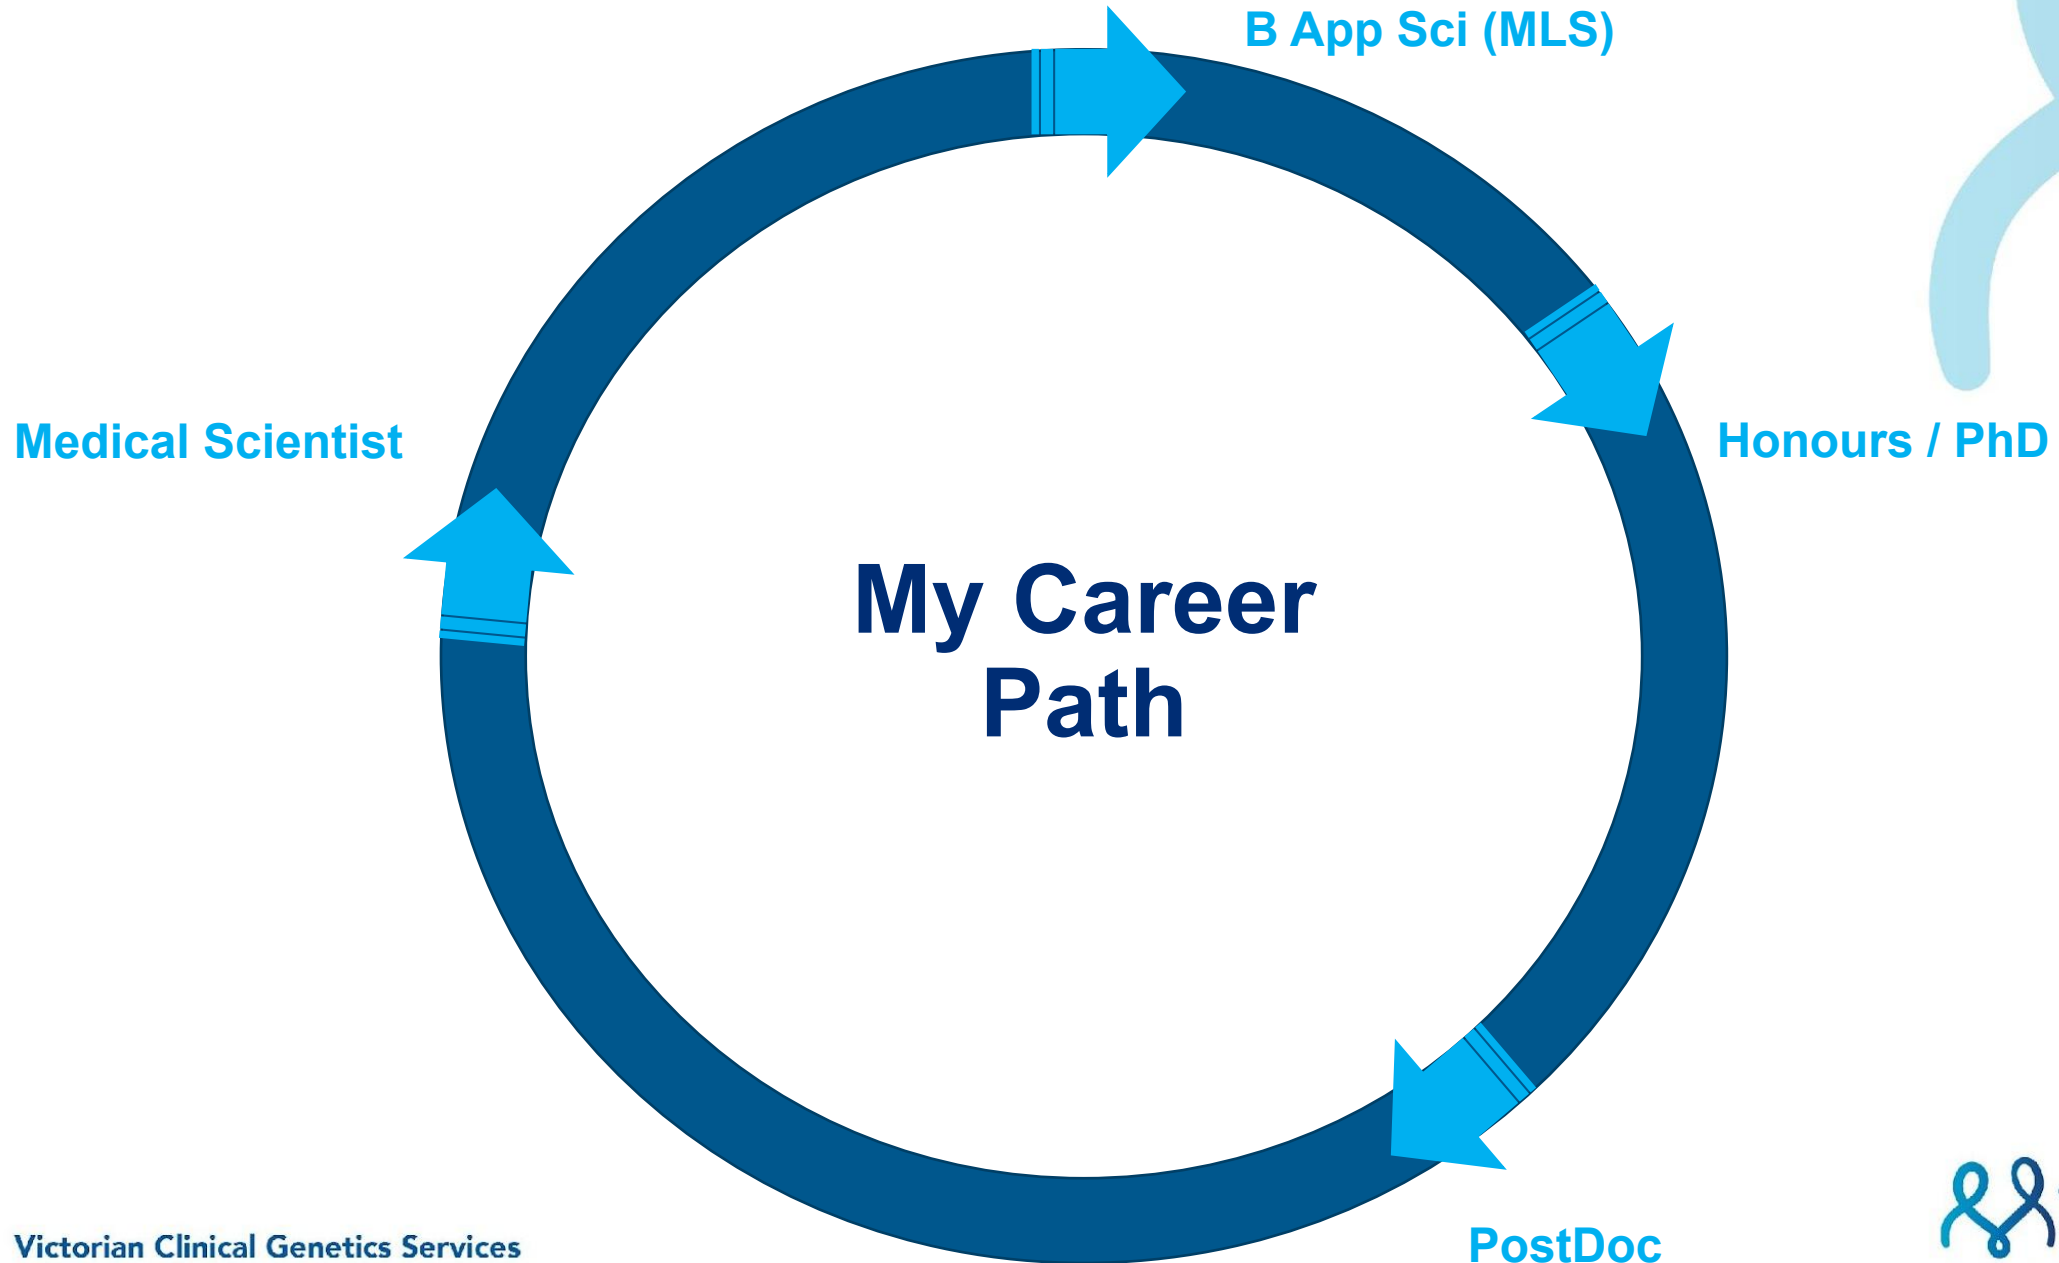 B App Sci (MLS)
Medical Scientist
Honours / PhD
My Career
Path
PostDoc
Victorian Clinical Genetics Services